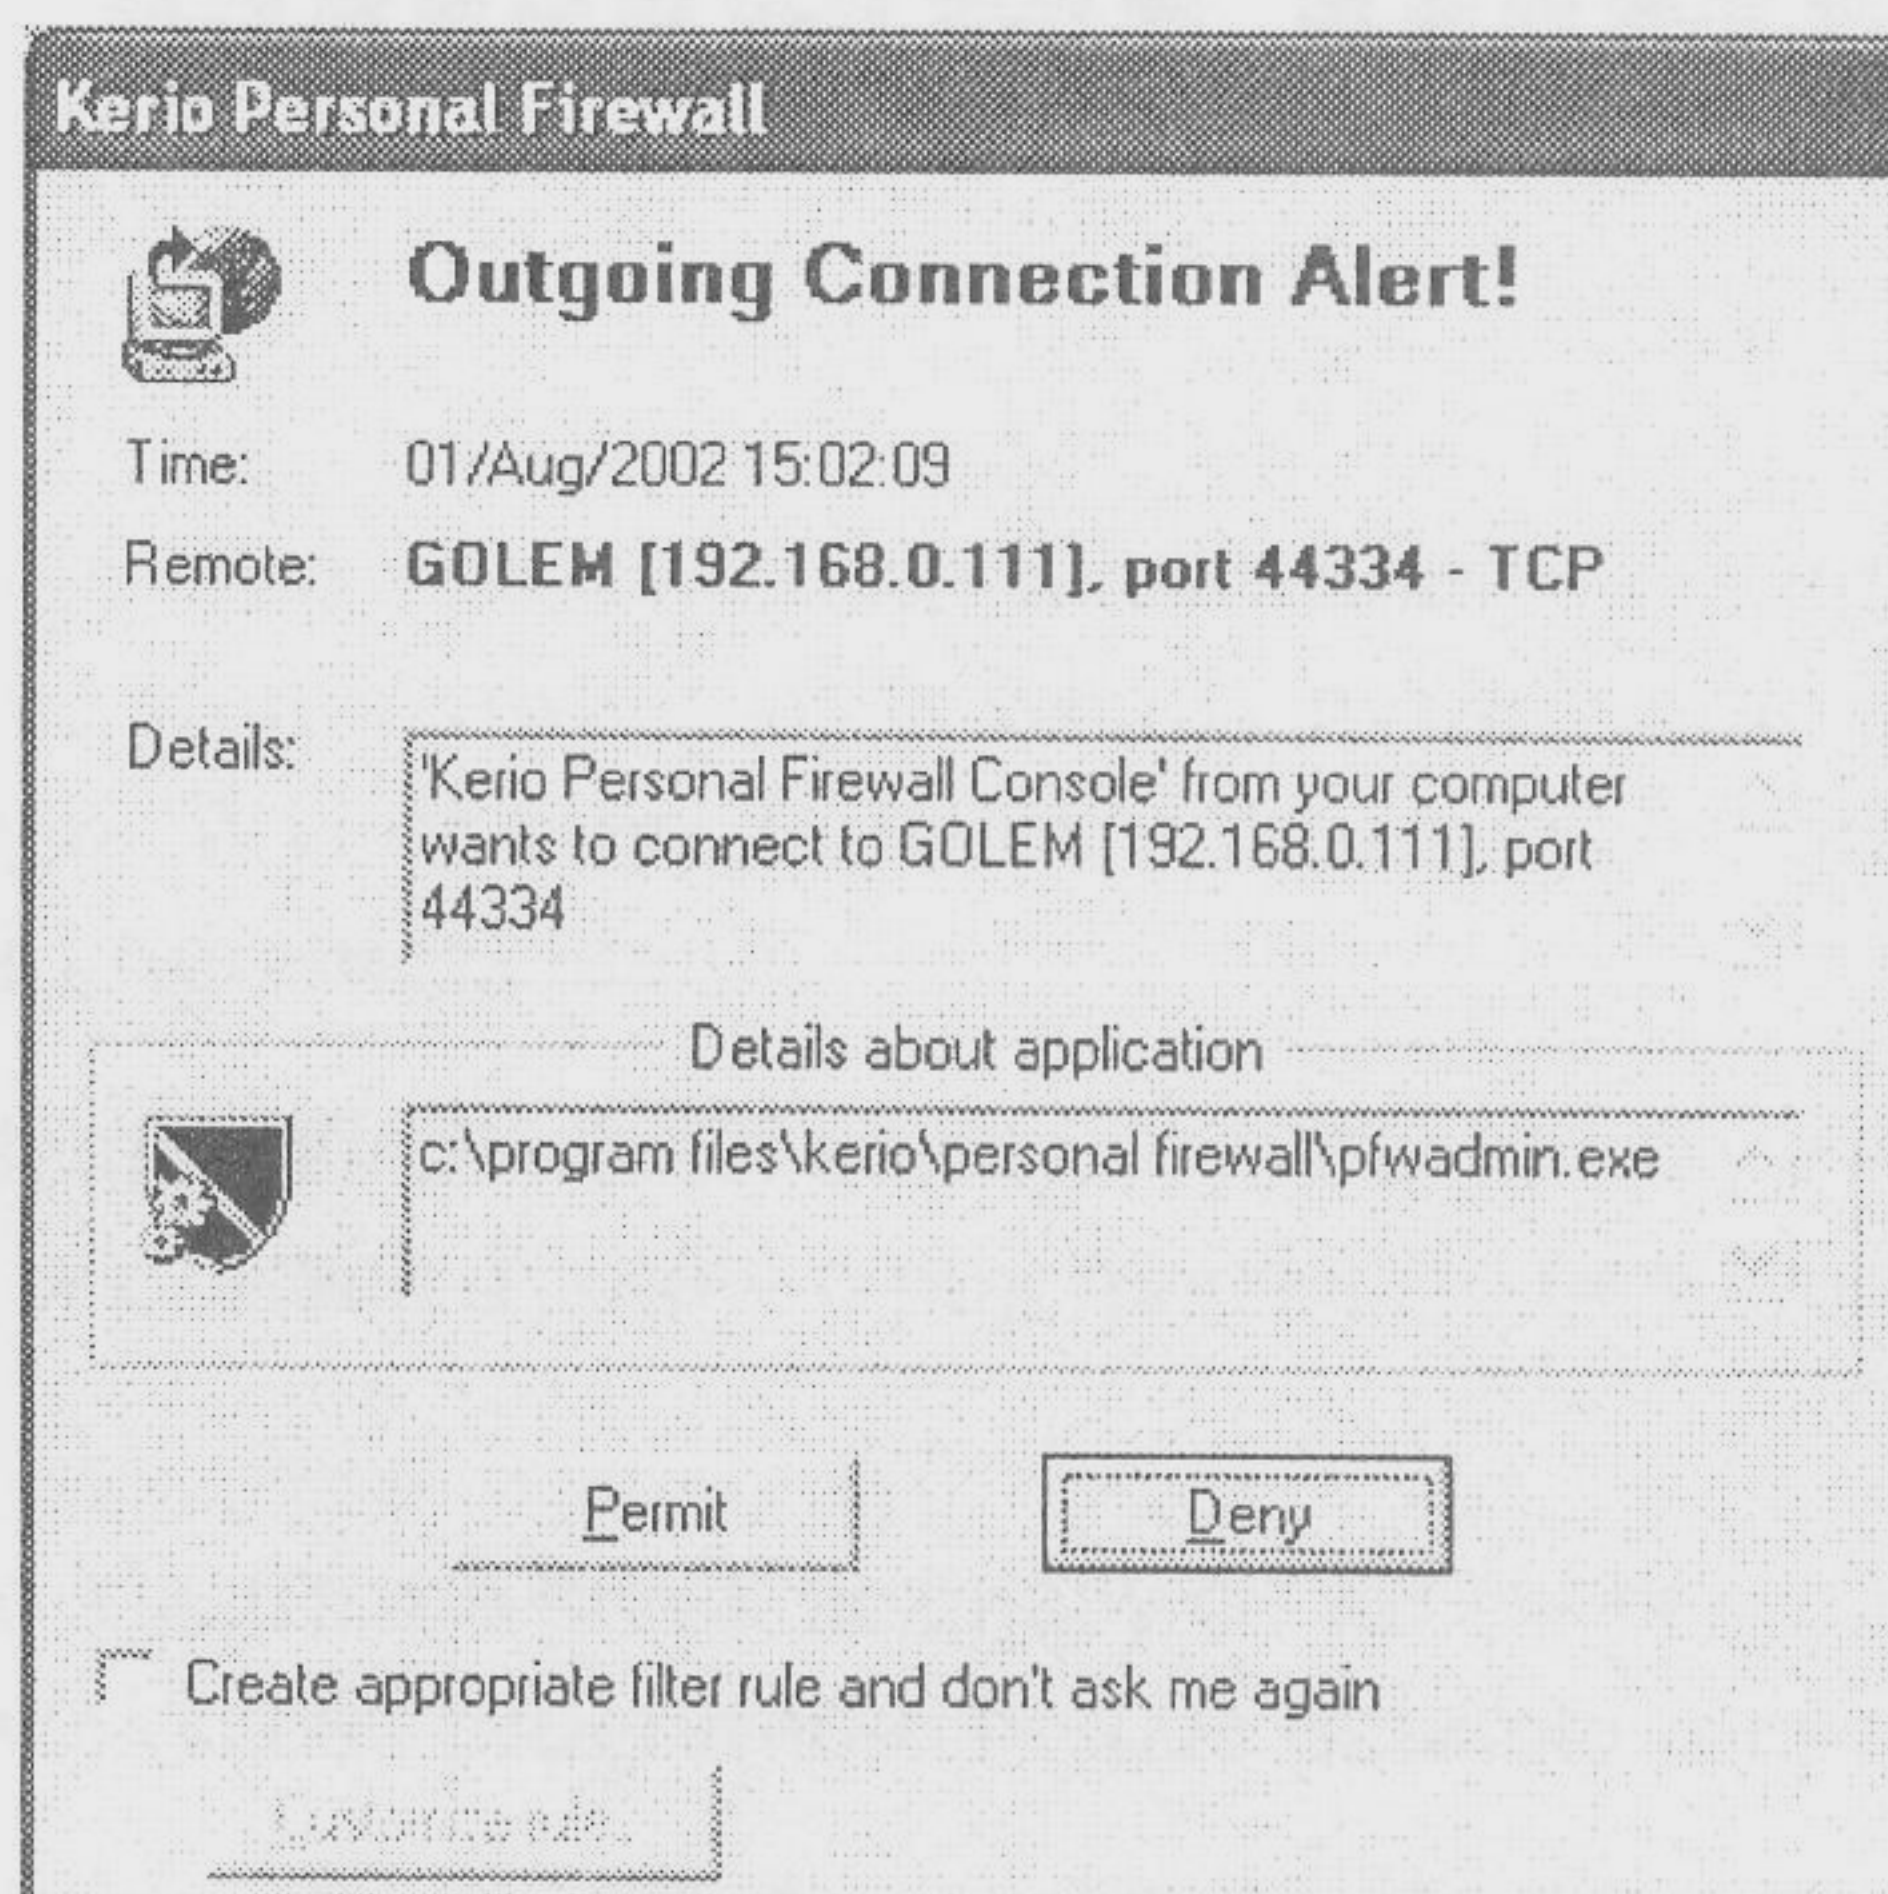 Kerio Personal Firewall
Outgoing Connection Alert!
Time: 01/Aug/2002 15:02:09
Remote: GOLEM [192.168.0.111], port 44334 - TCP
Details: 'Kerio Personal Firewall Console' from your computer
wants to connect to GOLEM [192.168.0.111], port
44334
Details about application
c:\program files\kerio\personal firewall\pfwadmin.exe
Permit Deny
Create appropriate filter rule and don't ask me again
Customize rule..